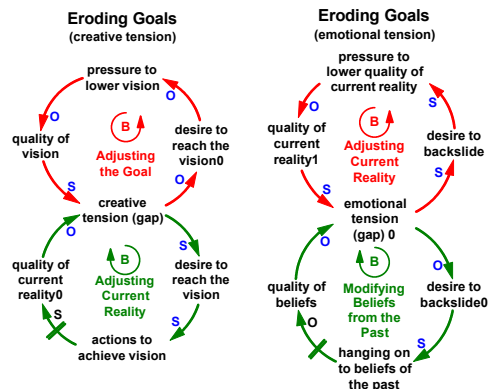 Eroding Goals
(creative tension)
pressure to
lower vision
O
O
B
quality of
vision
Adjusting
the Goal
desire to
reach the
vision0
S
O
creative
tension (gap)
O
S
B
quality of
current
reality0
Adjusting
Current
Reality
desire to
reach the
vision
S
S
actions to
achieve vision
Eroding Goals
(emotional tension)
pressure to
lower quality of
current reality
O
S
B
quality of
current
reality1
Adjusting
Current
Reality
desire to
backslide
S
S
emotional
tension
(gap) 0
O
O
B
quality
of beliefs
Modifying
Beliefs
from the
Past
desire to
backslide0
O
S
hanging on
to beliefs of
the past